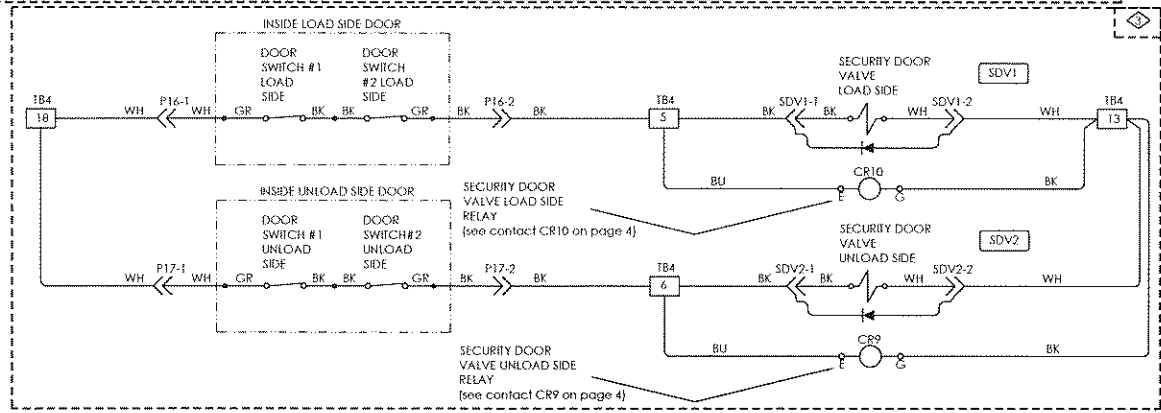 3
INSIDE LOAD SIDE DOOR
DOOR
SWITCH #1
LOAD
SIDE
DOOR
SWITCH
#2 LOAD
SIDE
SECURITY DOOR
VALVE
LOAD SIDE
SDV1
TB4
18
WH
P16-1
WH
GR
BK
BK
GR
BK
P16-2
BK
TB4
5
BK
SDV1-1
BK
WH
SDV1-2
WH
TB4
13
BU
E
CR10
G
BK
SECURITY DOOR
VALVE LOAD SIDE
RELAY
(see contact CR10 on page 4)
INSIDE UNLOAD SIDE DOOR
DOOR
SWITCH #1
UNLOAD
SIDE
DOOR
SWITCH#2
UNLOAD
SIDE
SECURITY DOOR
VALVE
UNLOAD SIDE
SDV2
WH
P17-1
WH
GR
BK
BK
GR
BK
P17-2
BK
TB4
6
BK
SDV2-1
BK
WH
SDV2-2
WH
BU
E
CR9
G
BK
SECURITY DOOR
VALVE UNLOAD SIDE
RELAY
(see contact CR9 on page 4)